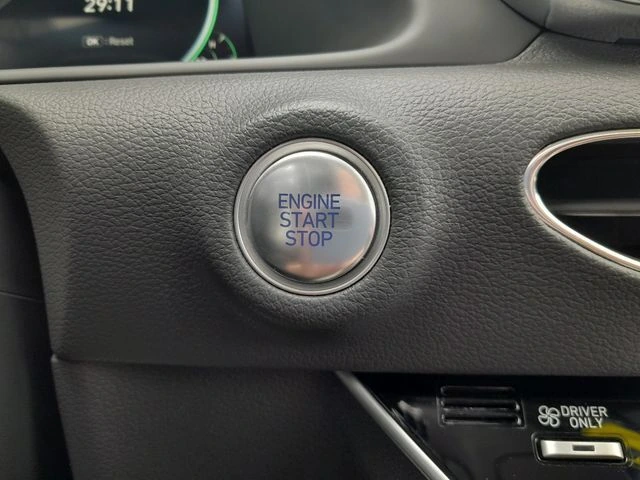 29:11
OK : Reset
ENGINE
START
STOP
DRIVER
ONLY